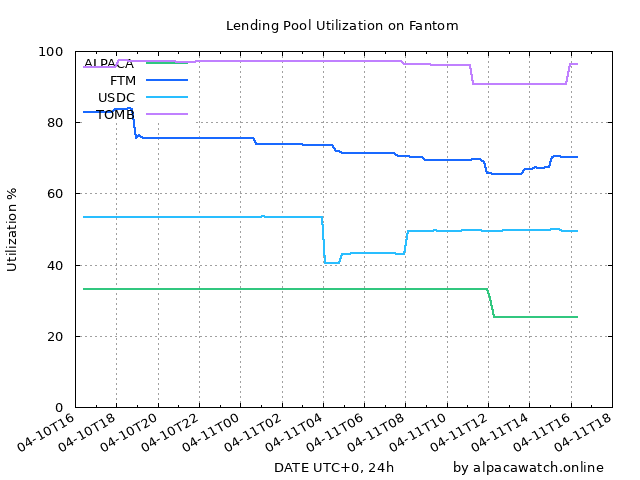 Lending Pool Utilization on Fantom
100
80
60
40
20
0
Utilization %
ALPACA
FTM
USDC
TOMB
04-10T16
04-10T18
04-10T20
04-10T22
04-11T00
04-11T02
04-11T04
04-11T06
04-11T08
04-11T10
04-11T12
04-11T14
04-11T16
04-11T18
DATE UTC+0, 24h
by alpacawatch.online